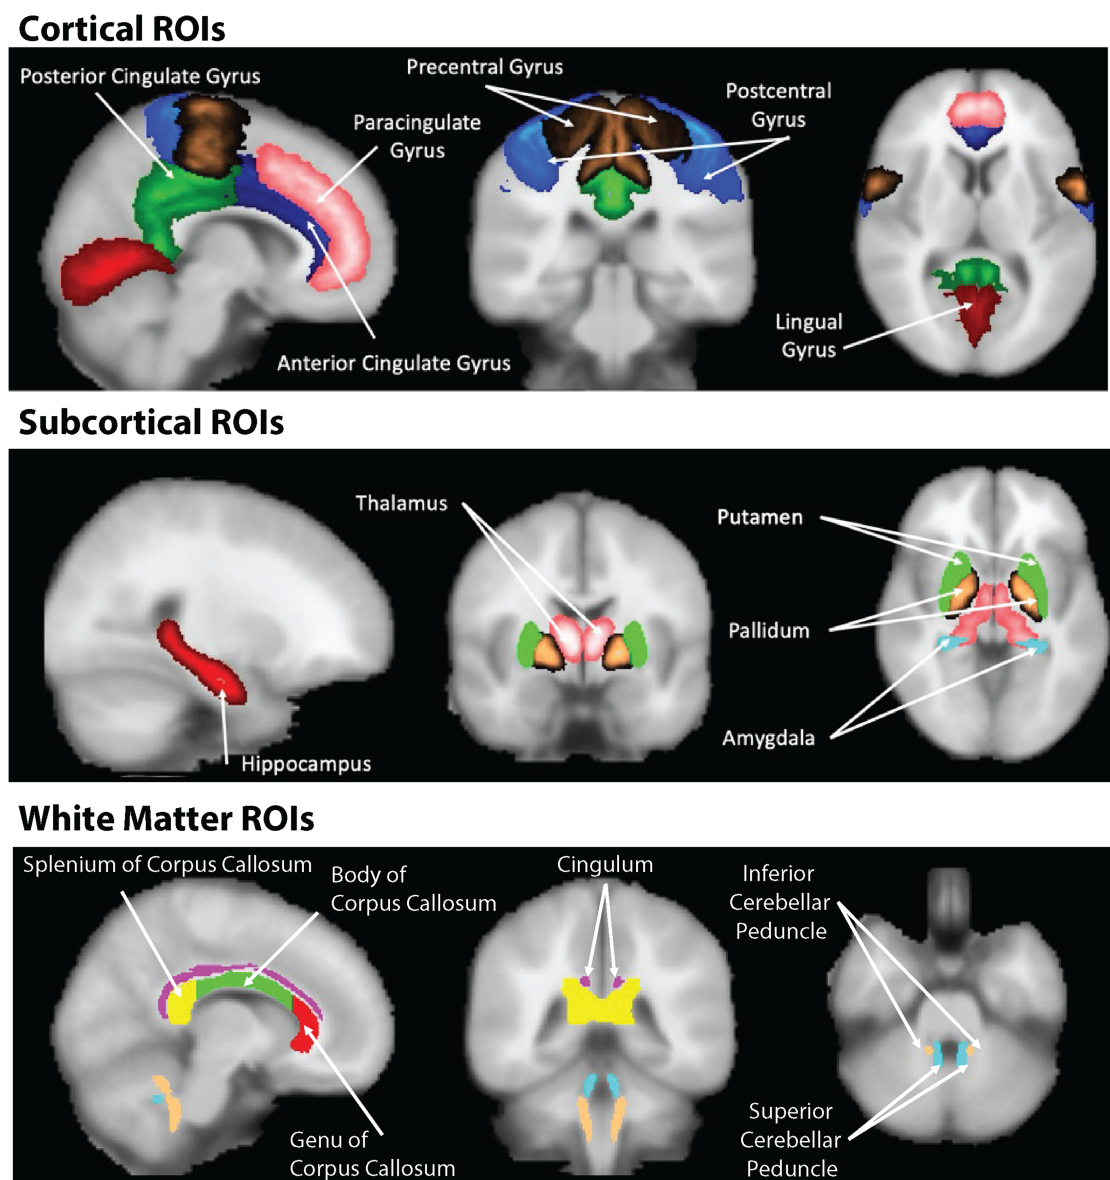 Cortical ROIs
Posterior Cingulate Gyrus
Precentral Gyrus
Postcentral
Gyrus
Paracingulate
Gyrus
Anterior Cingulate Gyrus
Lingual
Gyrus
Subcortical ROIs
Thalamus
Putamen
Pallidum
Amygdala
Hippocampus
White Matter ROIs
Splenium of Corpus Callosum
Body of
Corpus Callosum
Cingulum
Inferior
Cerebellar
Peduncle
Genu of
Corpus Callosum
Superior
Cerebellar
Peduncle